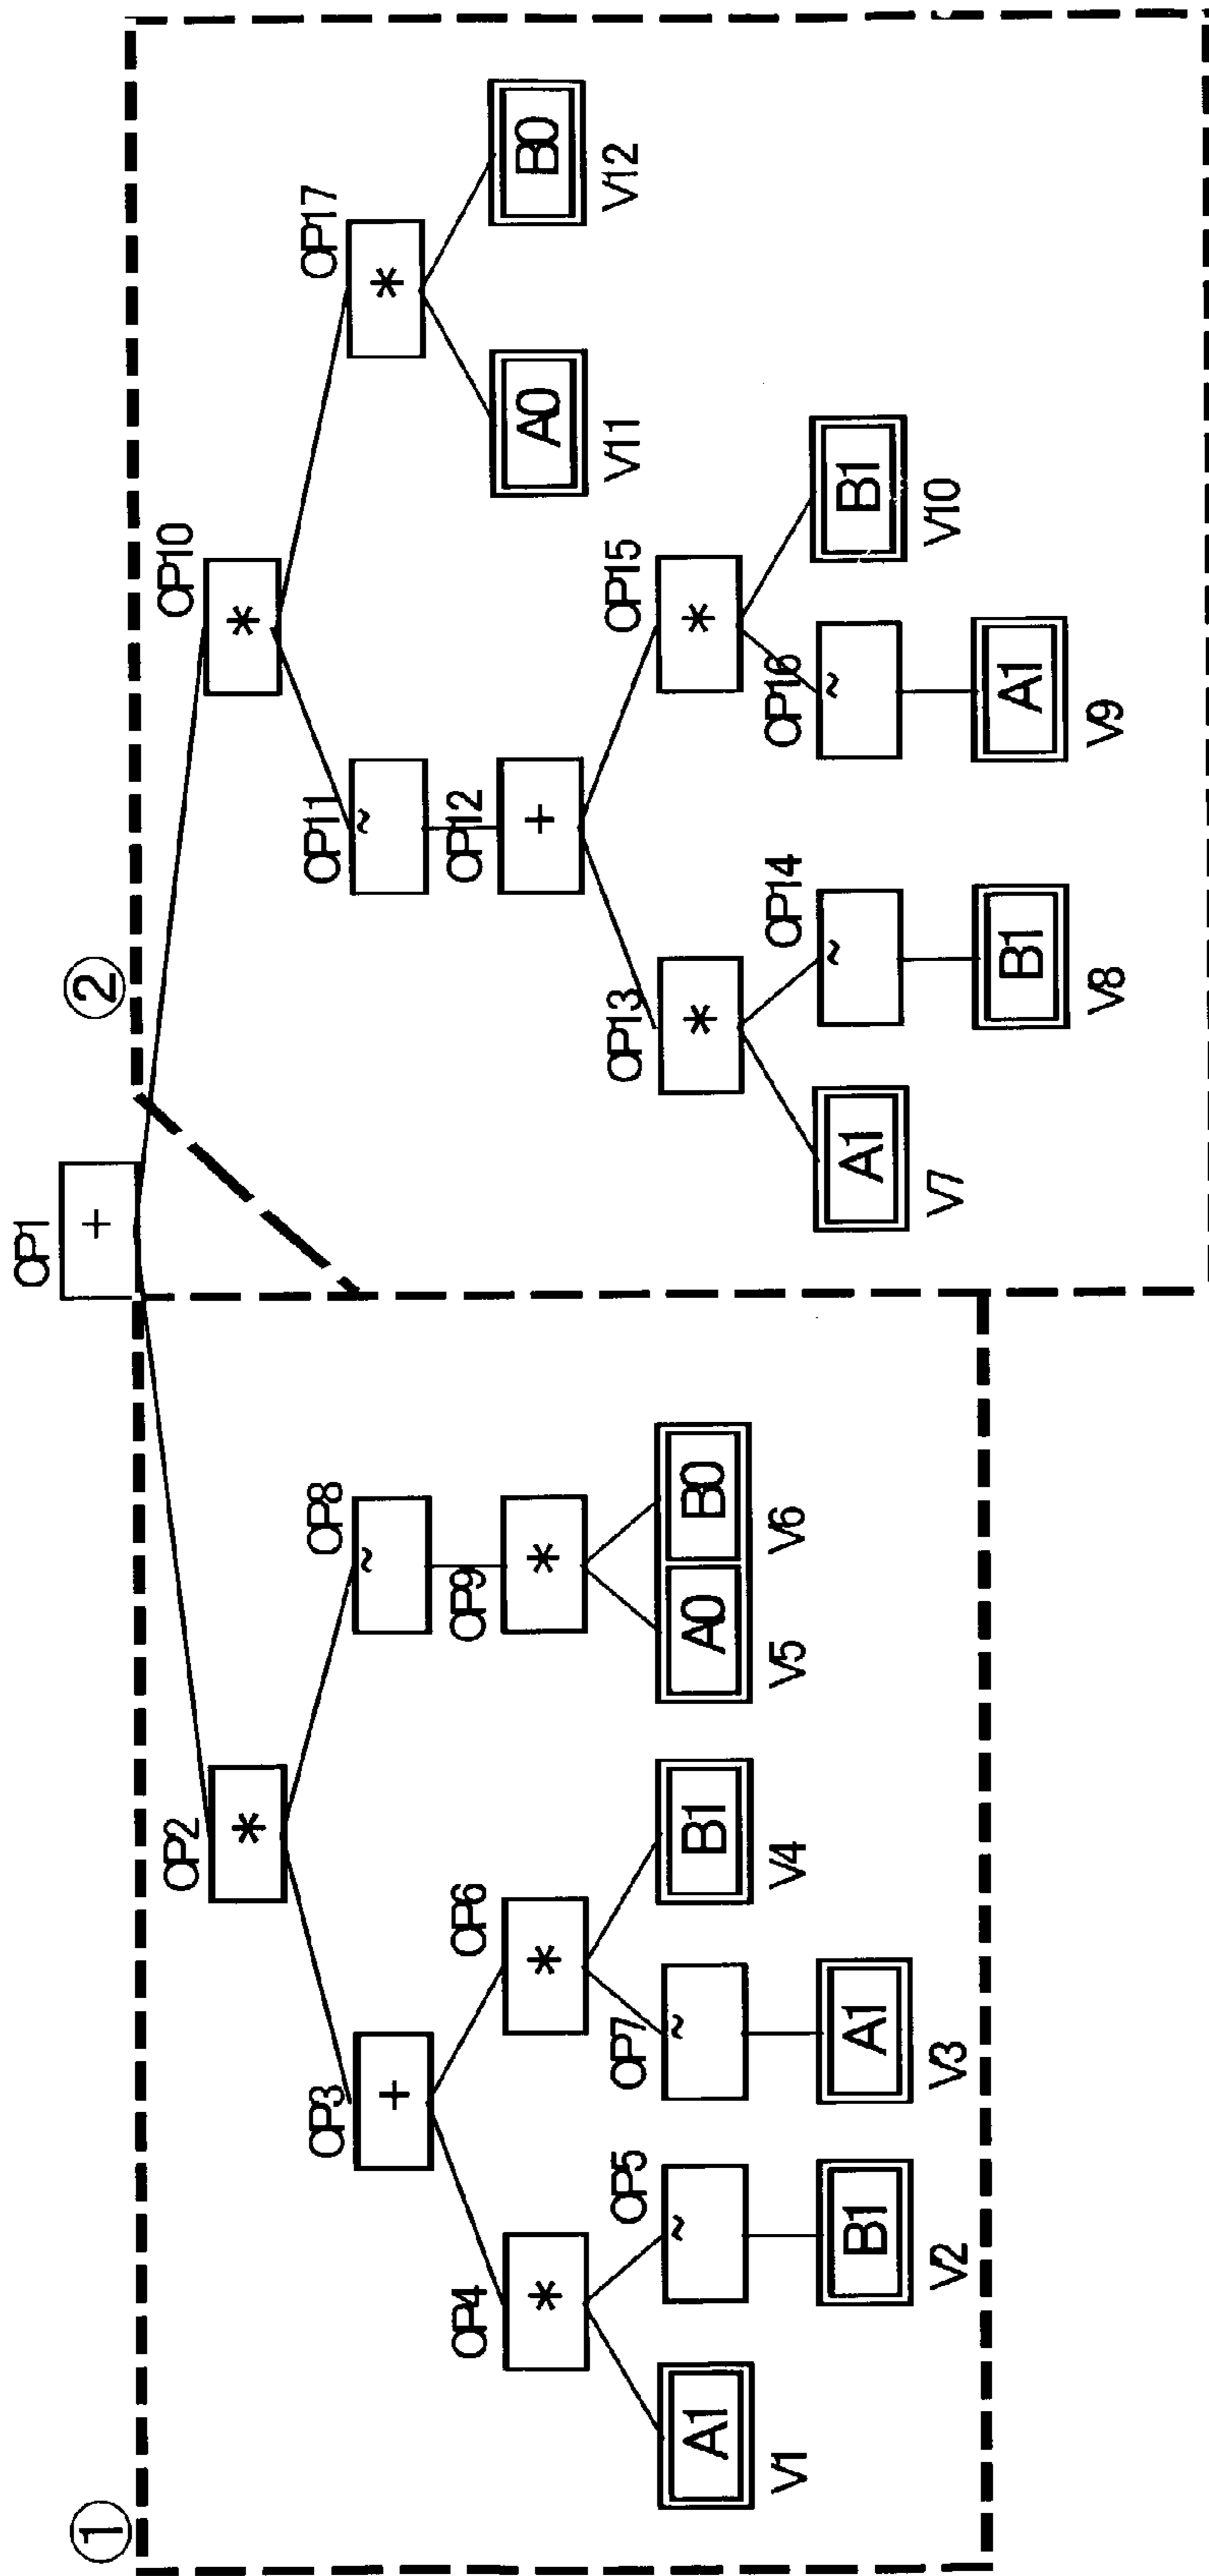 OP1
+
①
②
OP2
*
OP10
*
OP3
+
OP8
~
OP11
~
OP17
*
OP4
*
OP6
*
OP9
*
OP12
+
A0
V11
B0
V12
A1
V1
OP5
~
OP7
~
B1
V4
A0
V5
B0
V6
OP13
*
OP15
*
B1
V2
A1
V3
A1
V7
OP14
~
OP16
~
B1
V10
B1
V8
A1
V9